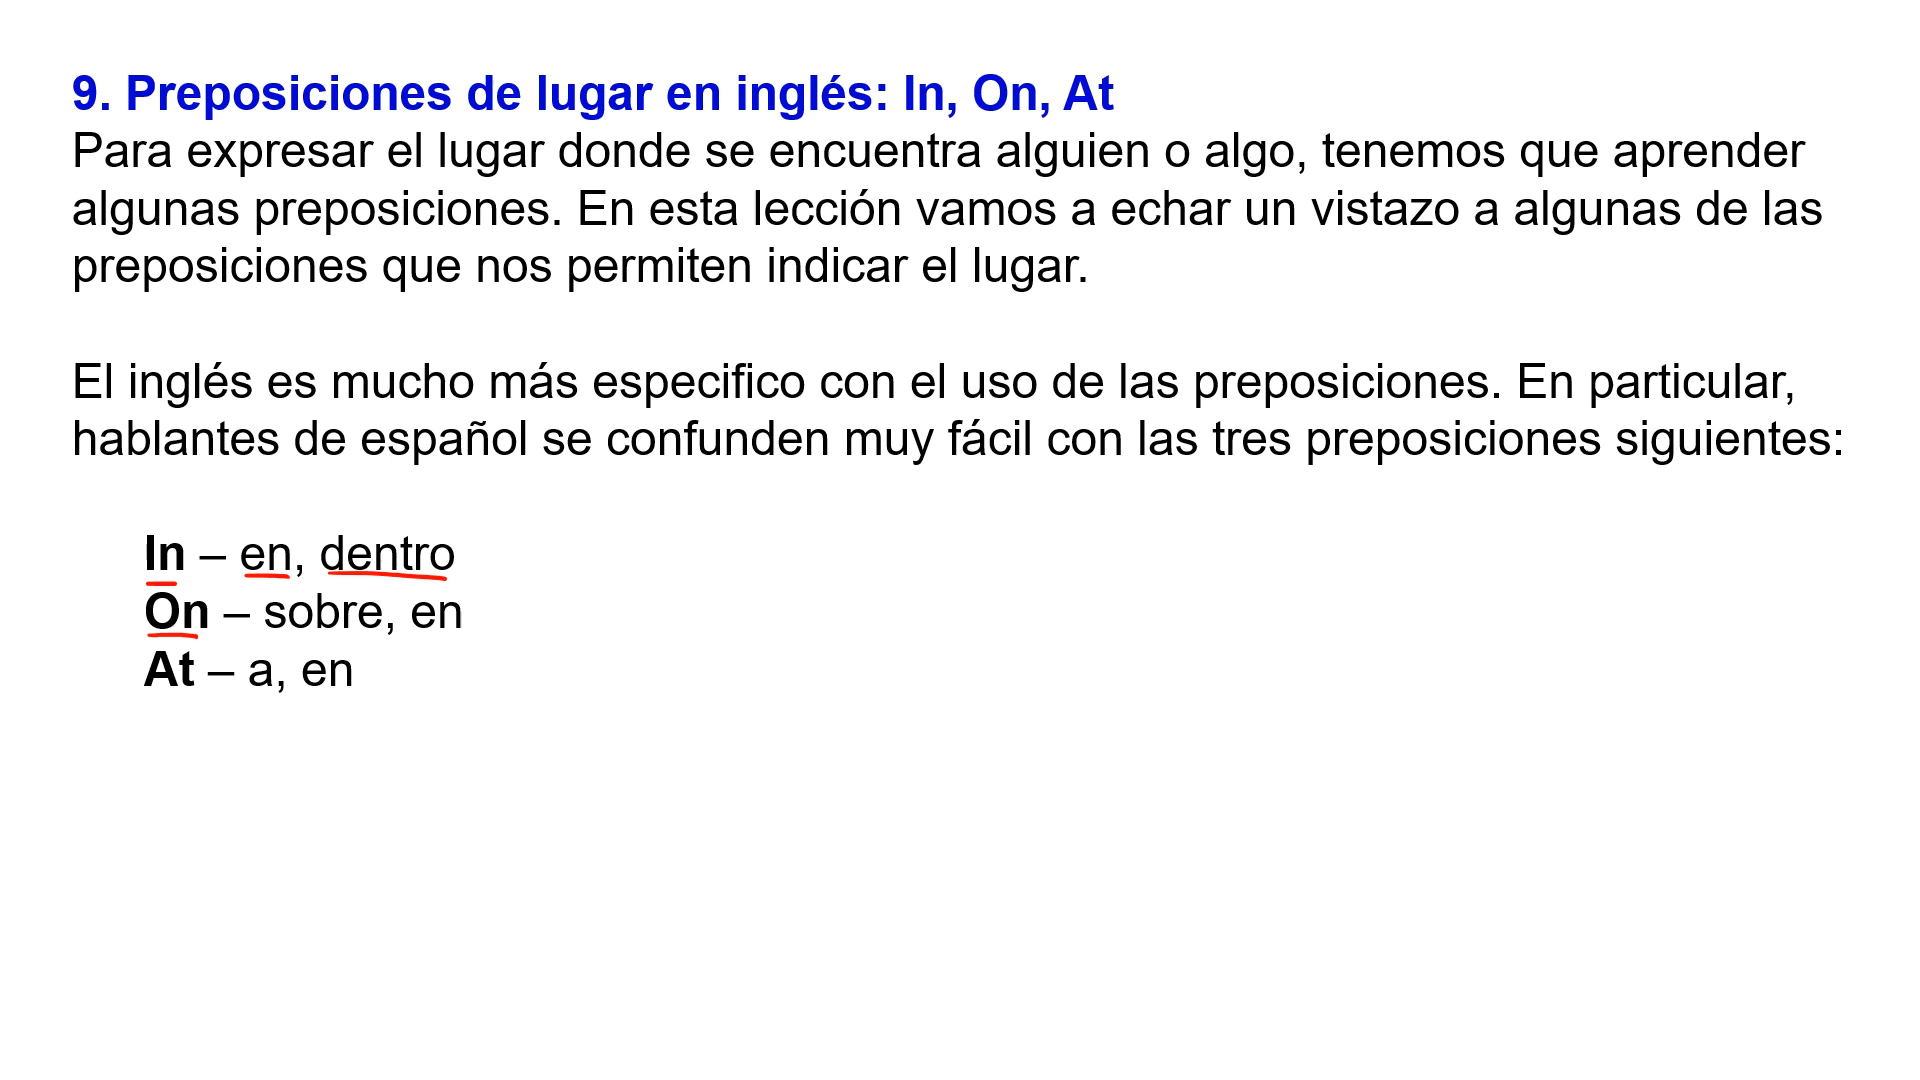 9. Preposiciones de lugar en inglés: In, On, At
Para expresar el lugar donde se encuentra alguien o algo, tenemos que aprender
algunas preposiciones. En esta lección vamos a echar un vistazo a algunas de las
preposiciones que nos permiten indicar el lugar.
El inglés es mucho más especifico con el uso de las preposiciones. En particular,
hablantes de español se confunden muy fácil con las tres preposiciones siguientes:
In – en, dentro
On – sobre, en
At – a, en